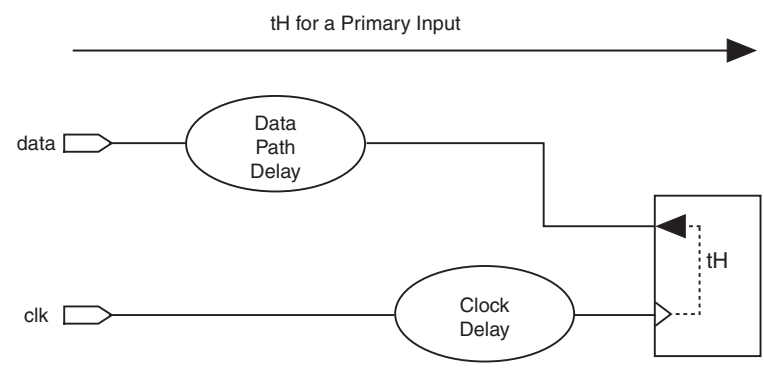 tH for a Primary Input
data
Data
Path
Delay
tH
clk
Clock
Delay